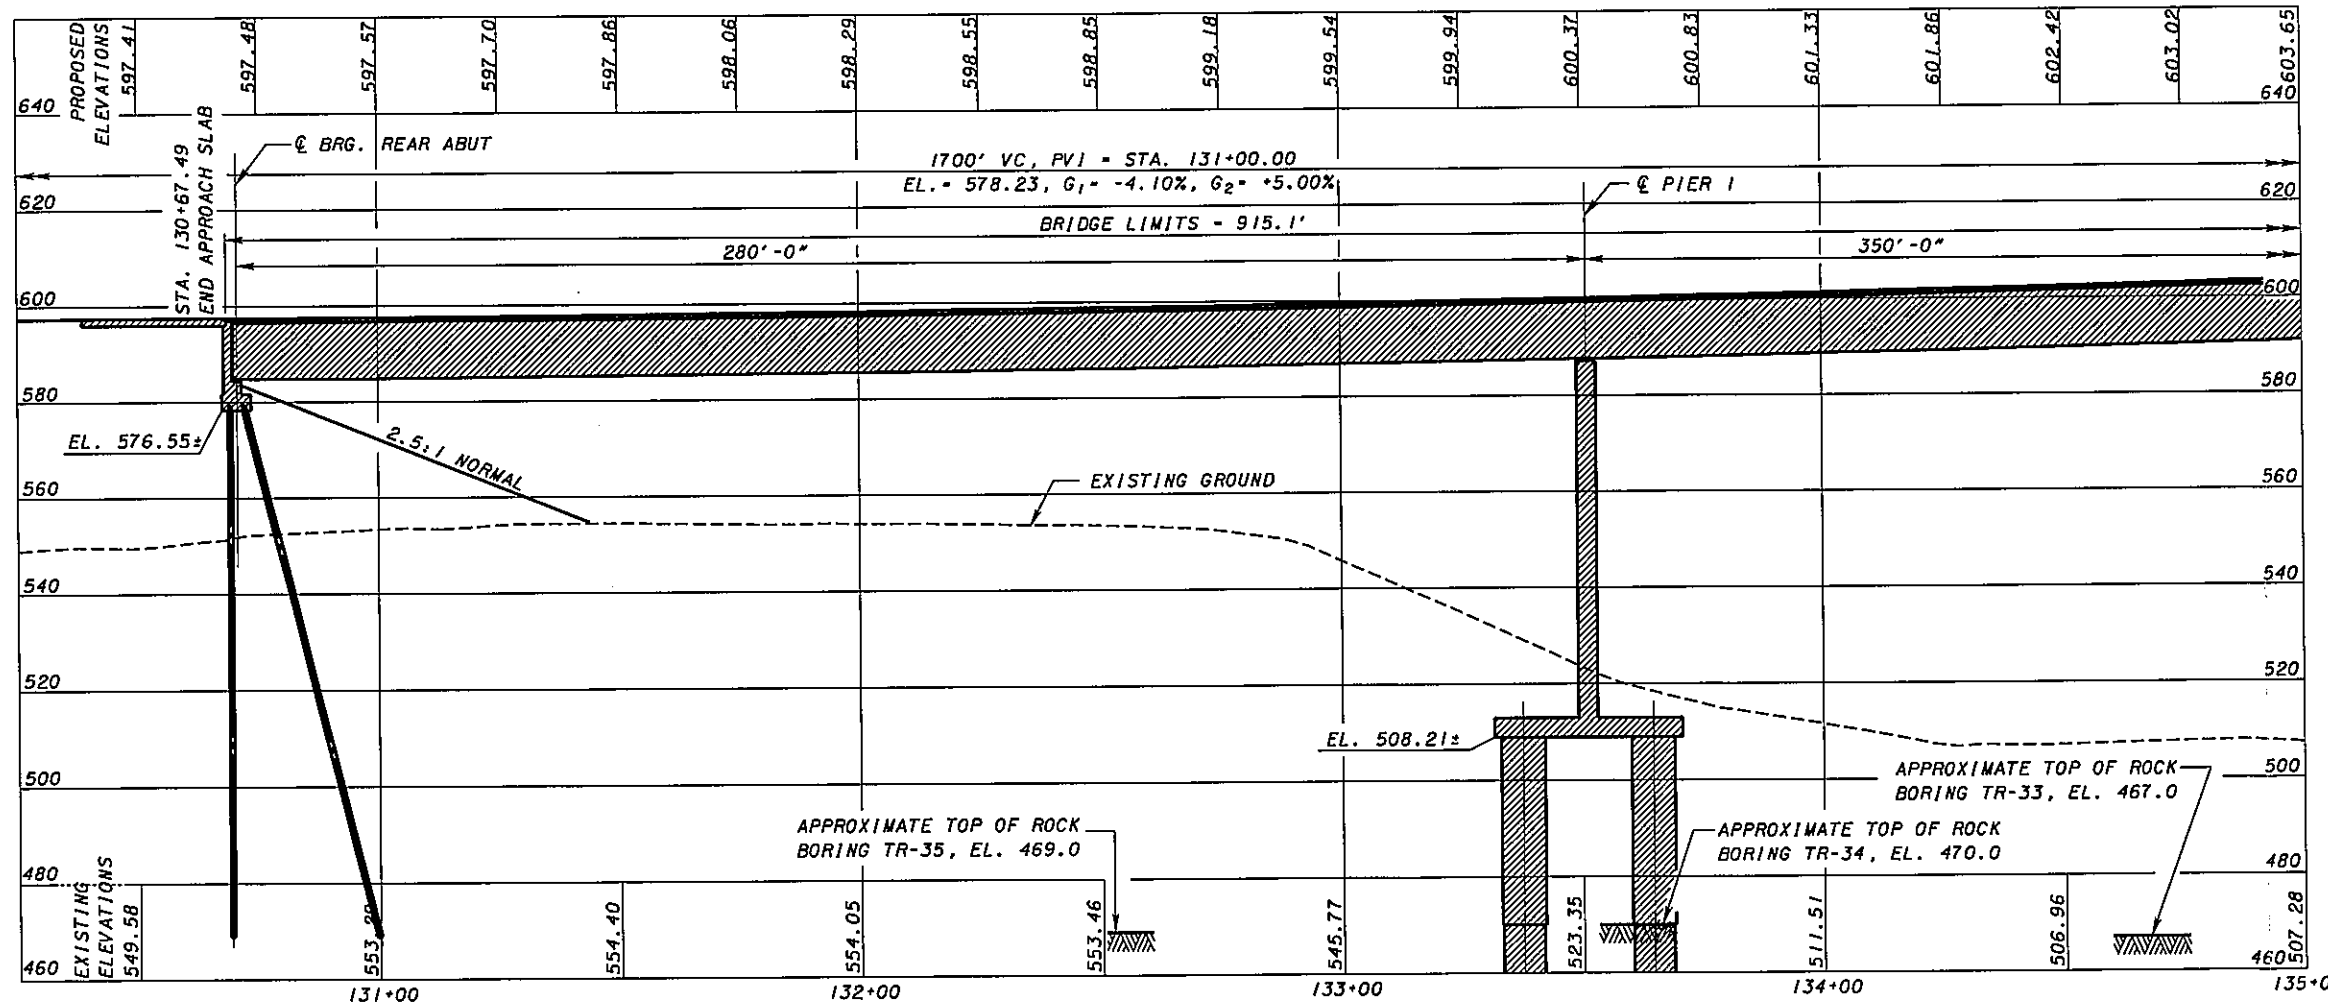 PROPOSED
ELEVATIONS
597.41
597.48
597.57
597.70
597.86
598.06
598.29
598.55
598.85
599.18
599.54
599.94
600.37
600.83
601.33
601.86
602.42
603.02
603.65
640
640
STA. 130+67.49
END APPROACH SLAB
℄ BRG. REAR ABUT
1700' VC, PVI = STA. 131+00.00
EL.= 578.23, G1= -4.10%, G2= +5.00%
℄ PIER 1
620
620
BRIDGE LIMITS = 915.1'
280'-0"
350'-0"
600
600
580
580
EL. 576.55±
2.5:1 NORMAL
EXISTING GROUND
560
560
540
540
520
520
EL. 508.21±
500
500
APPROXIMATE TOP OF ROCK
BORING TR-33, EL. 467.0
APPROXIMATE TOP OF ROCK
BORING TR-35, EL. 469.0
APPROXIMATE TOP OF ROCK
BORING TR-34, EL. 470.0
480
480
EXISTING
ELEVATIONS
549.58
554.40
554.05
553.46
545.77
523.35
511.51
506.96
507.28
460
460
131+00
132+00
133+00
134+00